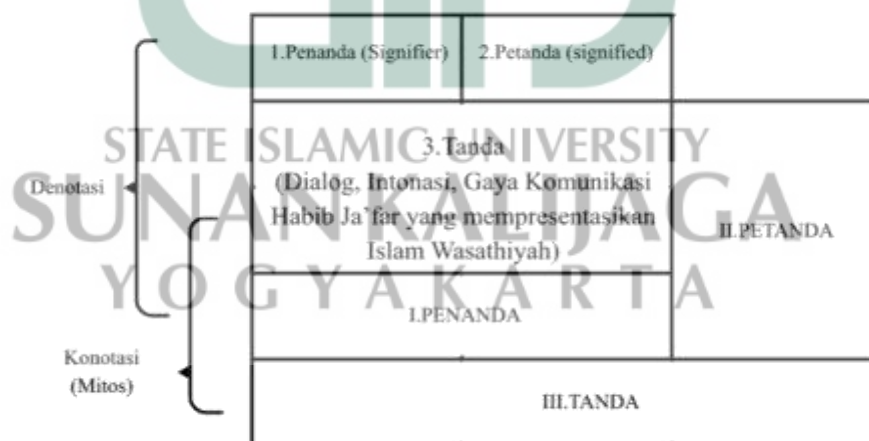 1.Penanda (Signifier)
2.Petanda (signified)
STATE ISLAMIC UNIVERSITY
SUNAN KALIJAGA
YOGYAKARTA
Denotasi
3.Tanda
(Dialog, Intonasi, Gaya Komunikasi
Habib Ja’far yang mempresentasikan
Islam Wasathiyah)
II.PETANDA
I.PENANDA
Konotasi
(Mitos)
III.TANDA